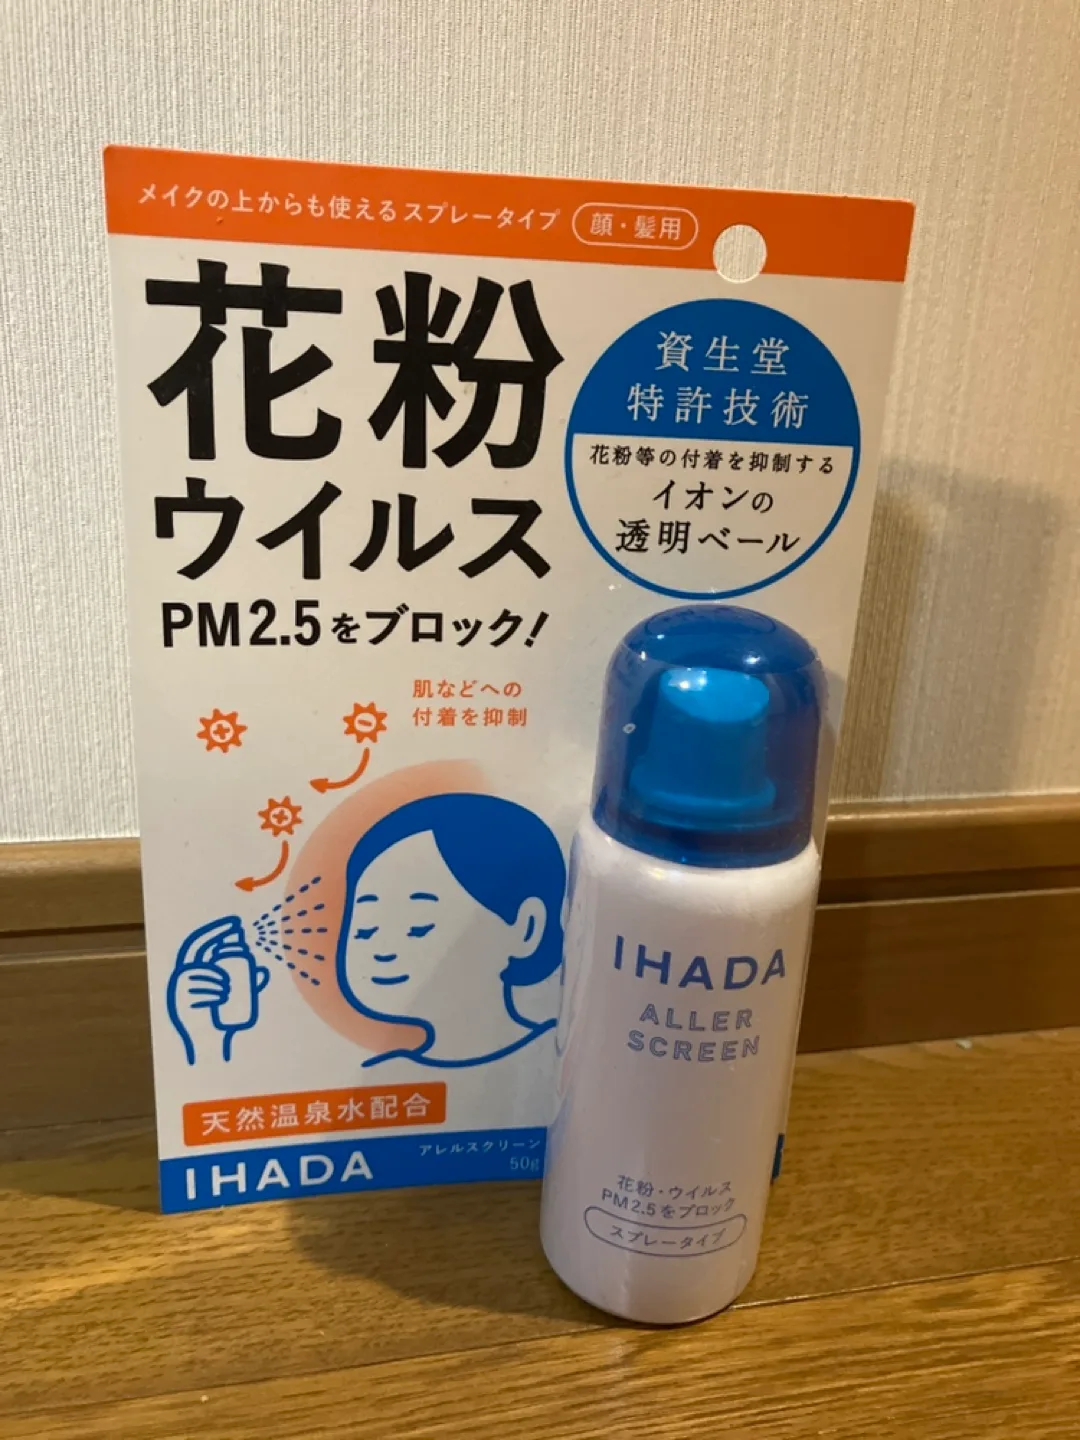 メイクの上からも使えるスプレータイプ 顔・髪用
花粉
ウイルス
PM2.5をブロック!
資生堂
特許技術
花粉等の付着を抑制する
イオンの
透明ベール
肌などへの
付着を抑制
天然温泉水配合
IHADA
アレルスクリーン
50g
IHADA
ALLER
SCREEN
花粉・ウイルス
PM2.5をブロック
スプレータイプ